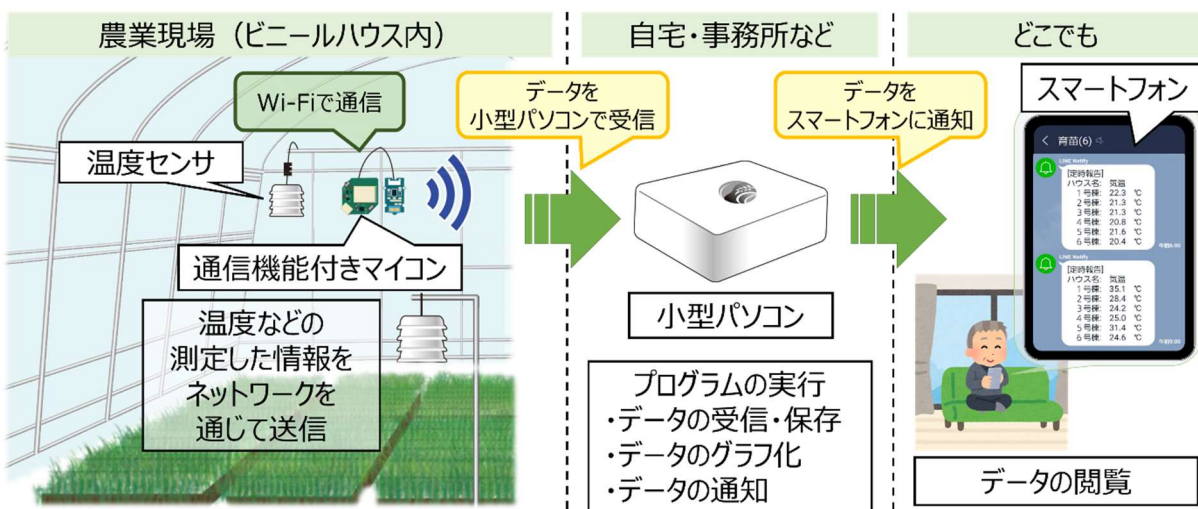 農業現場（ビニールハウス内）
Wi-Fiで通信
温度センサ
通信機能付きマイコン
温度などの
測定した情報を
ネットワークを
通じて送信
自宅・事務所など
データを
小型パソコンで受信
小型パソコン
プログラムの実行
・データの受信・保存
・データのグラフ化
・データの通知
どこでも
データを
スマートフォンに通知
スマートフォン
育苗(6)
LINE Notify
[定時報告]
ハウス名: 気温
1号棟: 22.3 ℃
2号棟: 21.3 ℃
3号棟: 21.3 ℃
4号棟: 20.8 ℃
5号棟: 21.6 ℃
6号棟: 20.4 ℃
LINE Notify
[定時報告]
ハウス名: 気温
1号棟: 35.1 ℃
2号棟: 28.4 ℃
3号棟: 24.2 ℃
4号棟: 25.0 ℃
5号棟: 31.4 ℃
6号棟: 24.6 ℃
データの閲覧